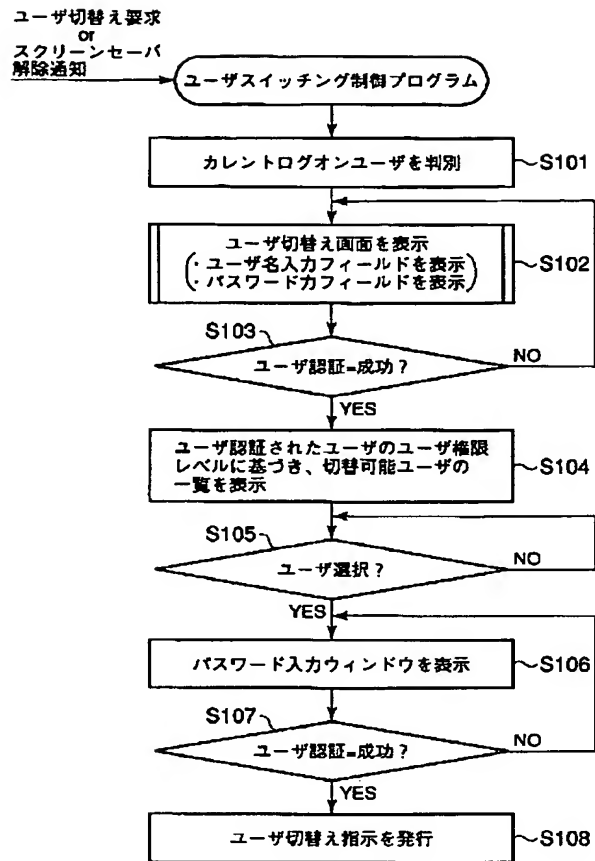 ユーザ切替え要求
or
スクリーンセーバ
解除通知
ユーザスイッチング制御プログラム
カレントログオンユーザを判別
S101
ユーザ切替え画面を表示
・ユーザ名入力フィールドを表示
・パスワード力フィールドを表示
S102
S103
ユーザ認証=成功？
NO
YES
ユーザ認証されたユーザのユーザ権限
レベルに基づき、切替可能ユーザの
一覧を表示
S104
S105
ユーザ選択？
NO
YES
パスワード入力ウィンドウを表示
S106
S107
ユーザ認証=成功？
NO
YES
ユーザ切替え指示を発行
S108